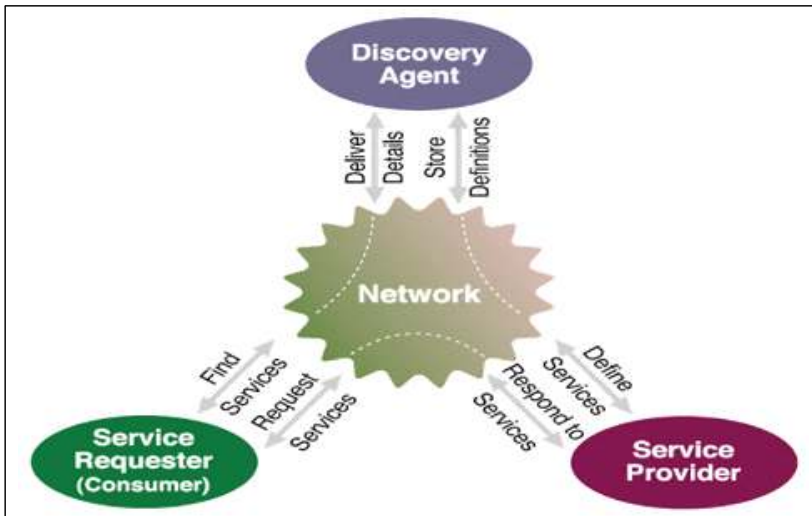 Discovery
Agent
Deliver
Details
Store
Definitions
Network
Find
Services
Request
Services
Respond to
Services
Define
Services
Service
Requester
(Consumer)
Service
Provider